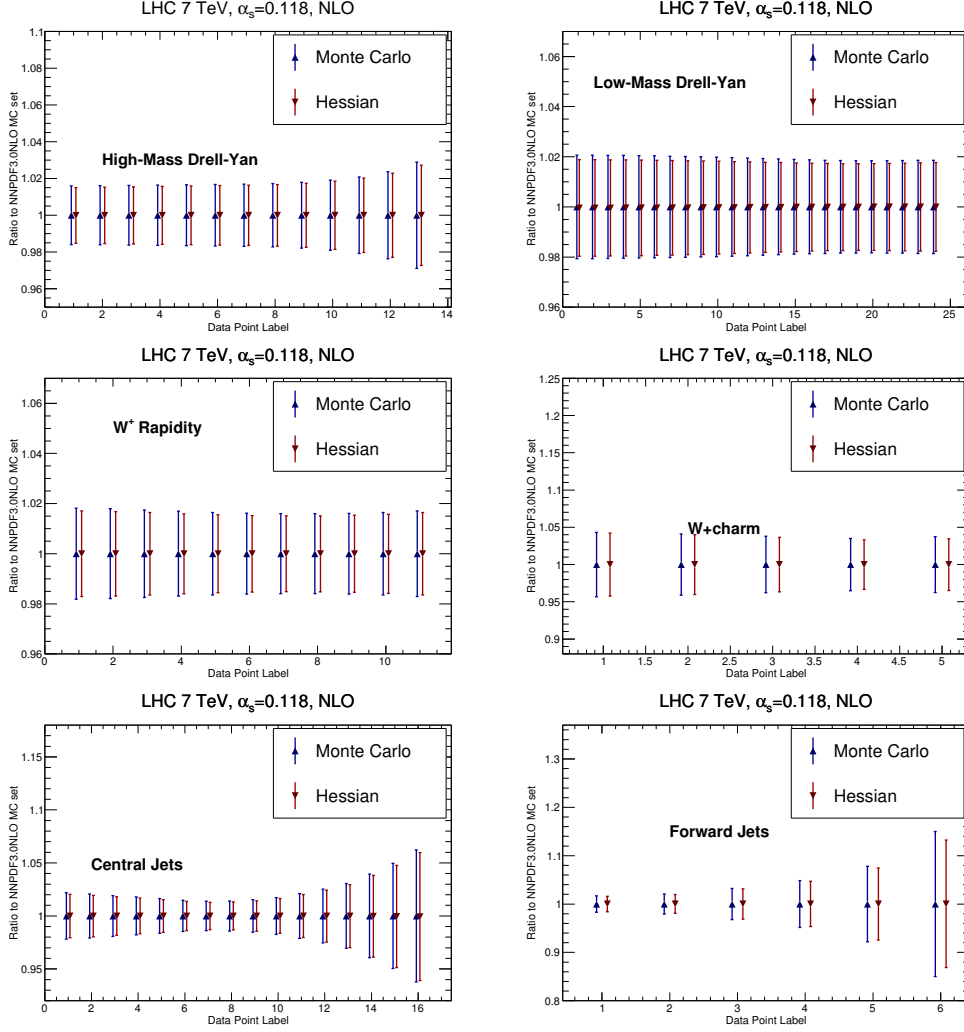 LHC 7 TeV, αs=0.118, NLO
Ratio to NNPDF3.0NLO MC set
1.1
1.08
1.06
1.04
1.02
1
0.98
0.96
Monte Carlo
Hessian
High-Mass Drell-Yan
0 2 4 6 8 10 12 14
Data Point Label
LHC 7 TeV, αs=0.118, NLO
Ratio to NNPDF3.0NLO MC set
1.06
1.04
1.02
1
0.98
0.96
Monte Carlo
Hessian
Low-Mass Drell-Yan
0 5 10 15 20 25
Data Point Label
LHC 7 TeV, αs=0.118, NLO
Ratio to NNPDF3.0NLO MC set
1.06
1.04
1.02
1
0.98
0.96
Monte Carlo
Hessian
W+ Rapidity
0 2 4 6 8 10
Data Point Label
LHC 7 TeV, αs=0.118, NLO
Ratio to NNPDF3.0NLO MC set
1.25
1.2
1.15
1.1
1.05
1
0.95
0.9
Monte Carlo
Hessian
W+charm
1 1.5 2 2.5 3 3.5 4 4.5 5
Data Point Label
LHC 7 TeV, αs=0.118, NLO
Ratio to NNPDF3.0NLO MC set
1.15
1.1
1.05
1
0.95
Monte Carlo
Hessian
Central Jets
0 2 4 6 8 10 12 14 16
Data Point Label
LHC 7 TeV, αs=0.118, NLO
Ratio to NNPDF3.0NLO MC set
1.3
1.2
1.1
1
0.9
0.8
Monte Carlo
Hessian
Forward Jets
1 2 3 4 5 6
Data Point Label